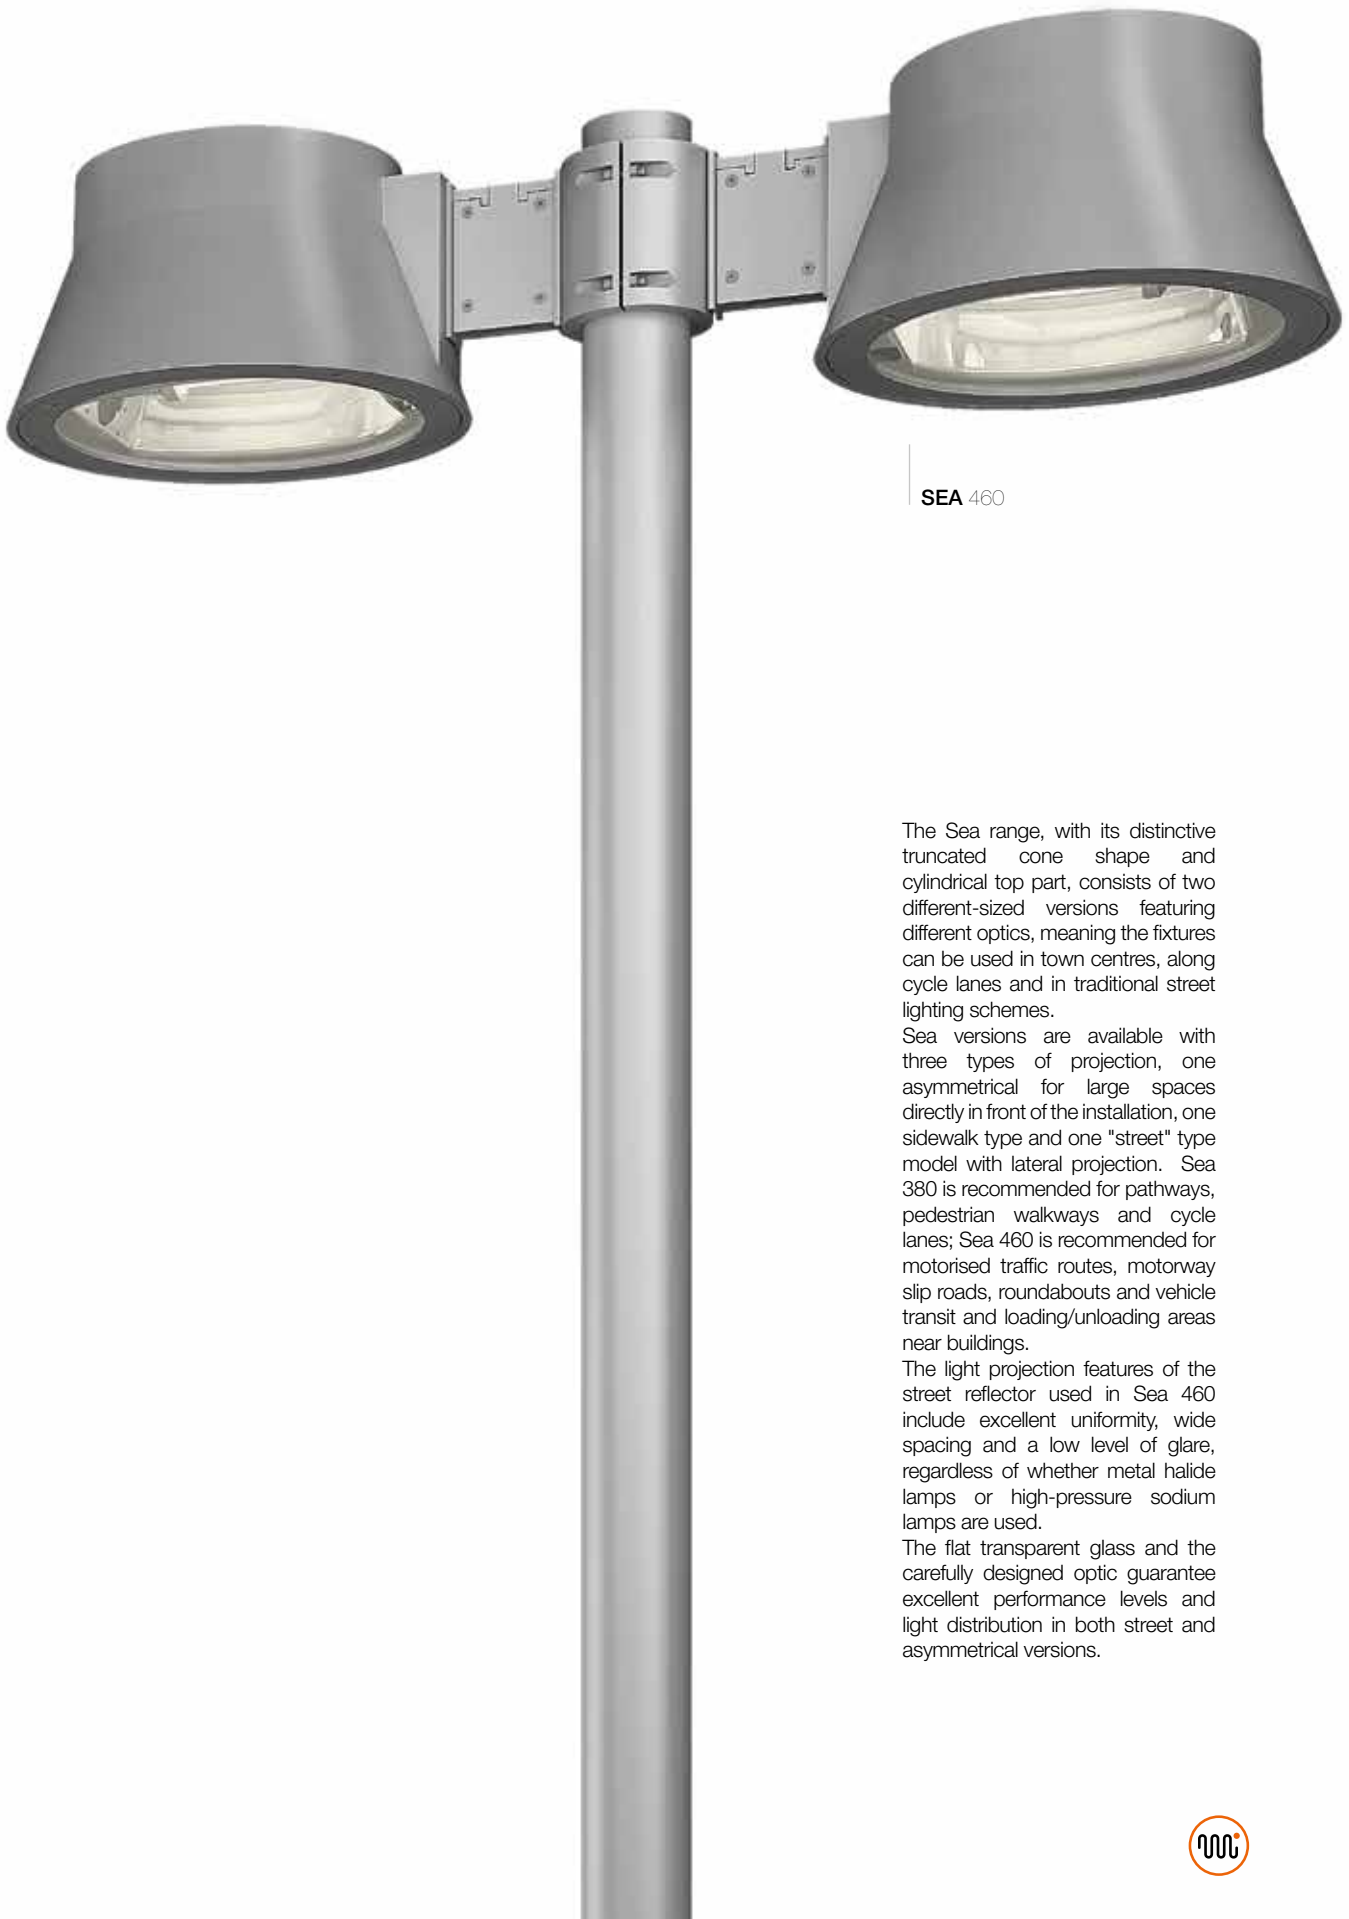 SEA 460
The Sea range, with its distinctive
truncated cone shape and
cylindrical top part, consists of two
different-sized versions featuring
different optics, meaning the fixtures
can be used in town centres, along
cycle lanes and in traditional street
lighting schemes.
Sea versions are available with
three types of projection, one
asymmetrical for large spaces
directly in front of the installation, one
sidewalk type and one "street" type
model with lateral projection. Sea
380 is recommended for pathways,
pedestrian walkways and cycle
lanes; Sea 460 is recommended for
motorised traffic routes, motorway
slip roads, roundabouts and vehicle
transit and loading/unloading areas
near buildings.
The light projection features of the
street reflector used in Sea 460
include excellent uniformity, wide
spacing and a low level of glare,
regardless of whether metal halide
lamps or high-pressure sodium
lamps are used.
The flat transparent glass and the
carefully designed optic guarantee
excellent performance levels and
light distribution in both street and
asymmetrical versions.